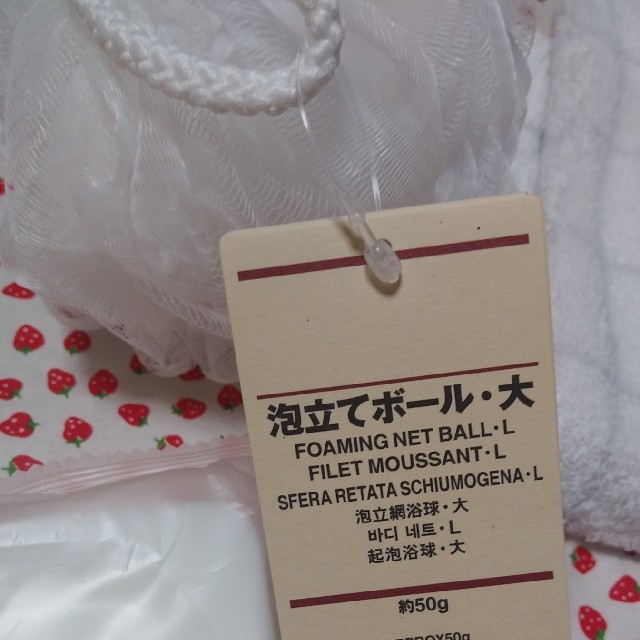 泡立てボール・大
FOAMING NET BALL・L
FILET MOUSSANT・L
SFERA RETATA SCHIUMOGENA・L
泡立網浴球・大
바디 네트・L
起泡浴球・大
約50g